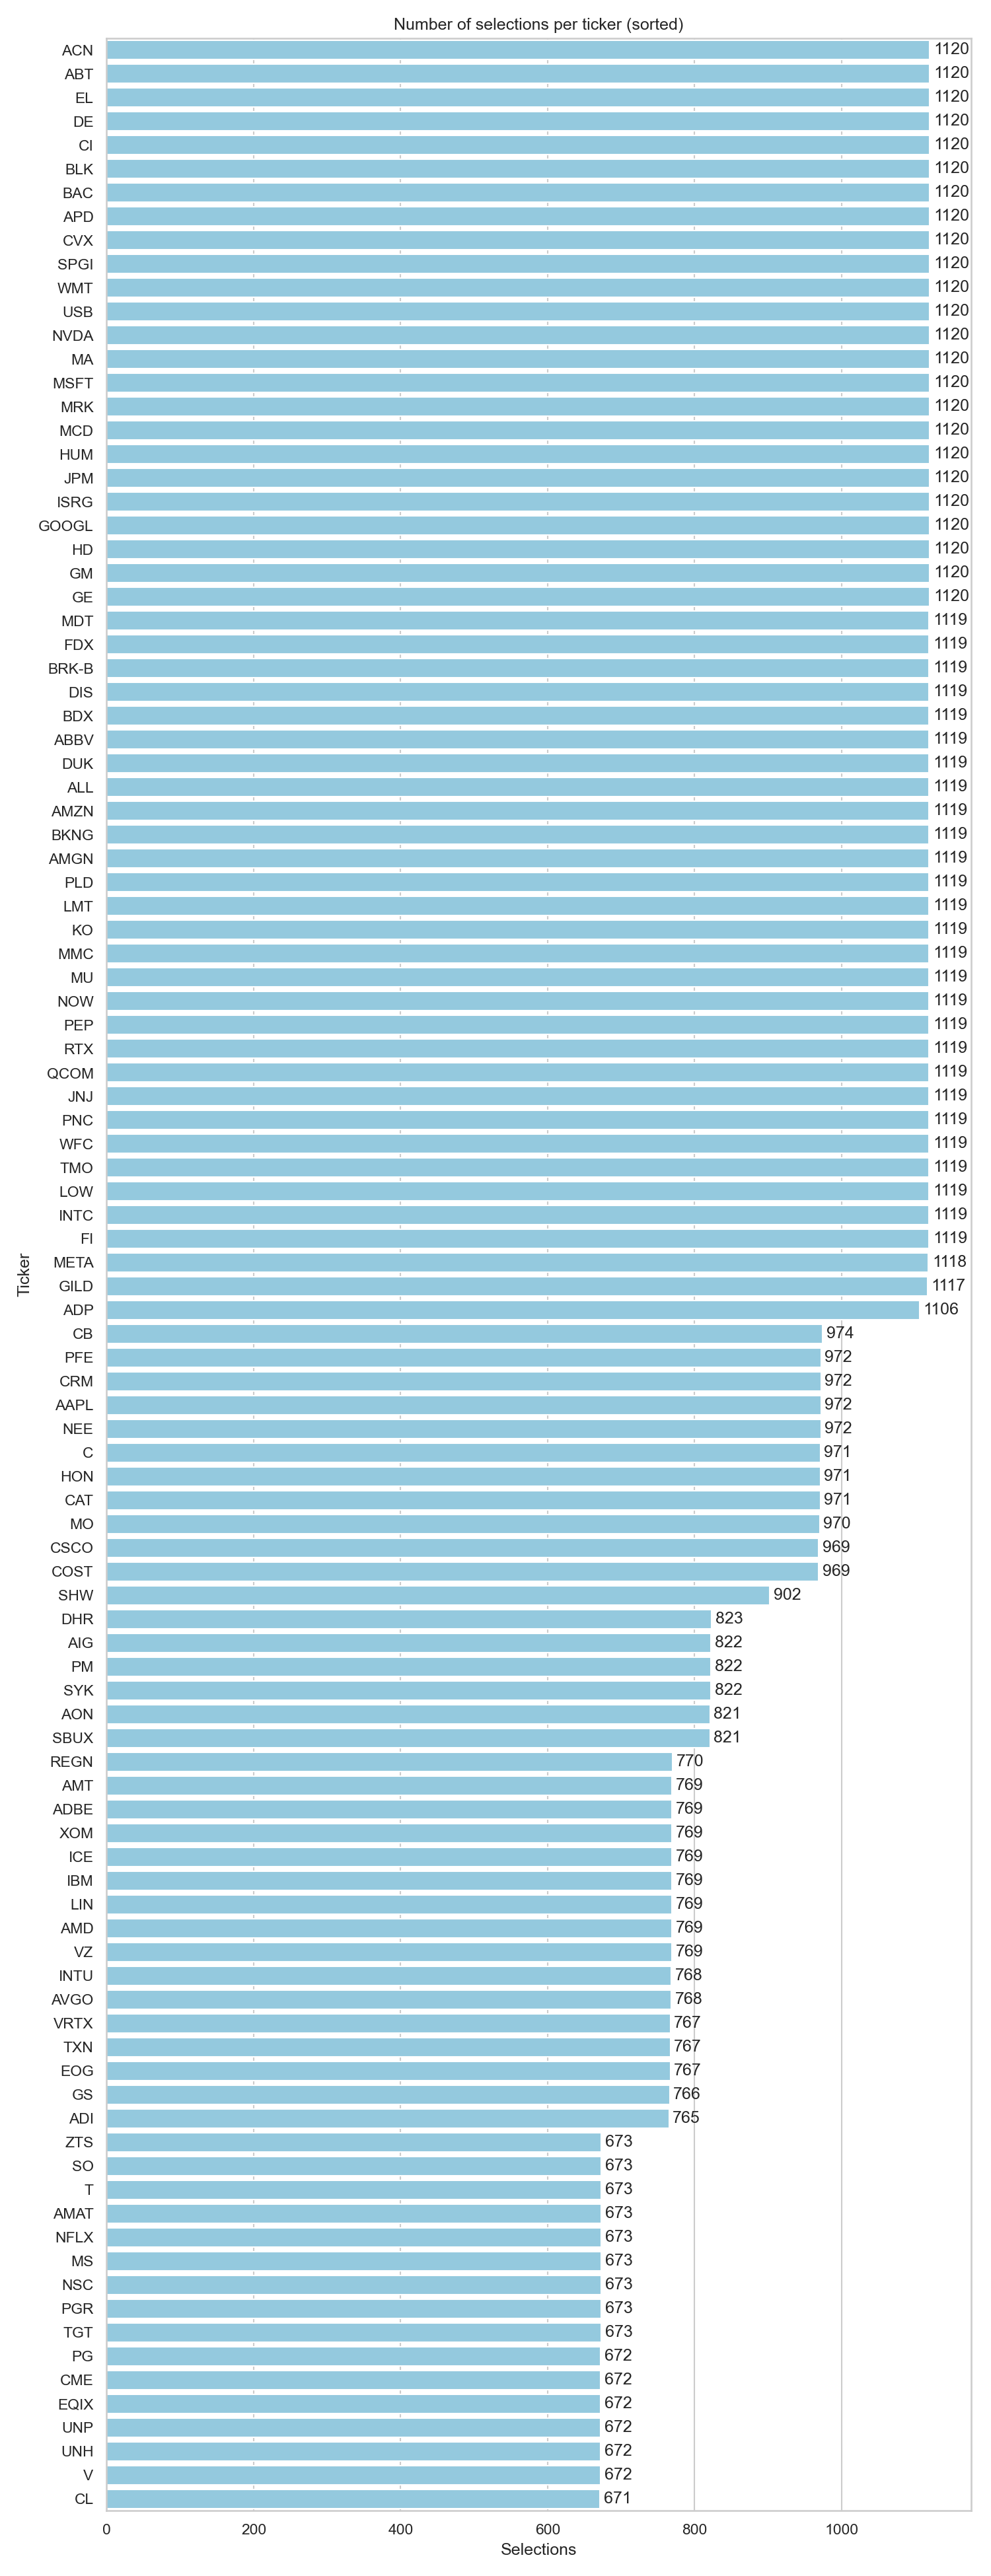 Number of selections per ticker (sorted)
ACN 1120
ABT 1120
EL 1120
DE 1120
CI 1120
BLK 1120
BAC 1120
APD 1120
CVX 1120
SPGI 1120
WMT 1120
USB 1120
NVDA 1120
MA 1120
MSFT 1120
MRK 1120
MCD 1120
HUM 1120
JPM 1120
ISRG 1120
GOOGL 1120
HD 1120
GM 1120
GE 1120
MDT 1119
FDX 1119
BRK-B 1119
DIS 1119
BDX 1119
ABBV 1119
DUK 1119
ALL 1119
AMZN 1119
BKNG 1119
AMGN 1119
PLD 1119
LMT 1119
KO 1119
MMC 1119
MU 1119
NOW 1119
PEP 1119
RTX 1119
QCOM 1119
JNJ 1119
PNC 1119
WFC 1119
TMO 1119
LOW 1119
INTC 1119
FI 1119
META 1118
GILD 1117
ADP 1106
CB 974
PFE 972
CRM 972
AAPL 972
NEE 972
C 971
HON 971
CAT 971
MO 970
CSCO 969
COST 969
SHW 902
DHR 823
AIG 822
PM 822
SYK 822
AON 821
SBUX 821
REGN 770
AMT 769
ADBE 769
XOM 769
ICE 769
IBM 769
LIN 769
AMD 769
VZ 769
INTU 768
AVGO 768
VRTX 767
TXN 767
EOG 767
GS 766
ADI 765
ZTS 673
SO 673
T 673
AMAT 673
NFLX 673
MS 673
NSC 673
PGR 673
TGT 673
PG 672
CME 672
EQIX 672
UNP 672
UNH 672
V 672
CL 671
Ticker
0 200 400 600 800 1000
Selections